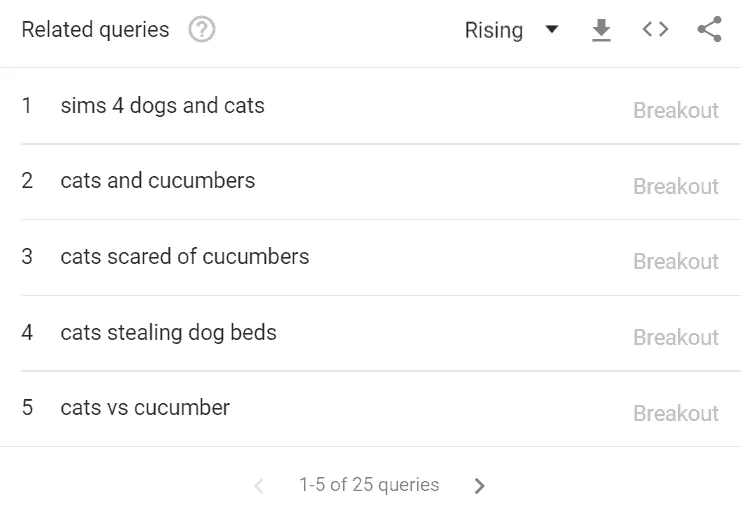 Related queries ? Rising
1 sims 4 dogs and cats Breakout
2 cats and cucumbers Breakout
3 cats scared of cucumbers Breakout
4 cats stealing dog beds Breakout
5 cats vs cucumber Breakout
1-5 of 25 queries